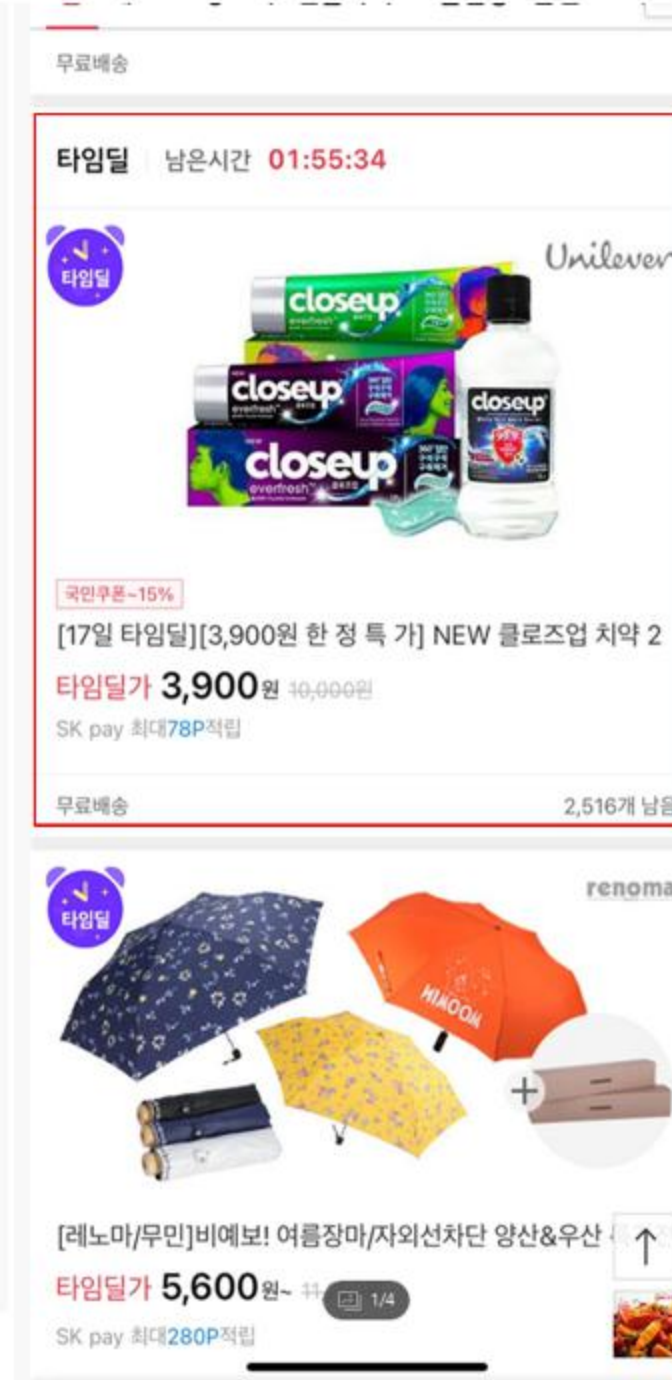 무료배송
타임딜 남은시간 01:55:34
타임딜
Unilever
closeup
everfresh
closeup
everfresh
closeup
closeup
everfresh
국민쿠폰~15%
[17일 타임딜][3,900원 한 정 특 가] NEW 클로즈업 치약 2
타임딜가 3,900원 10,000원
SK pay 최대78P적립
무료배송 2,516개 남음
타임딜
renoma
MOOMIN
[레노마/무민]비예보! 여름장마/자외선차단 양산&우산
타임딜가 5,600원~ 11
1/4
SK pay 최대280P적립